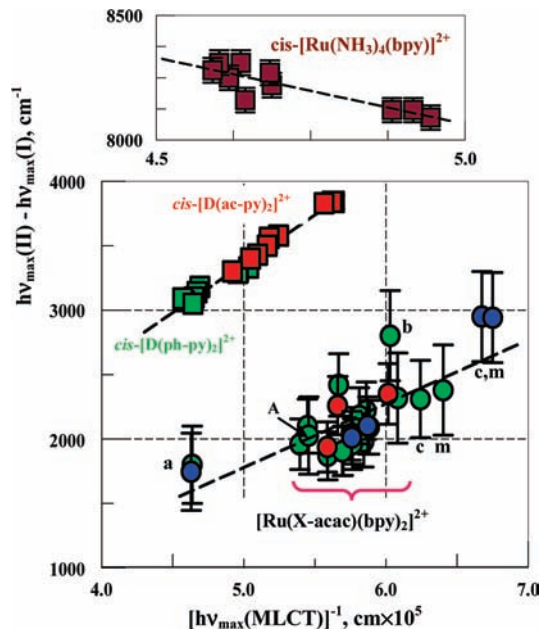 8500
cis-[Ru(NH₃)₄(bpy)]²⁺
8000
4.5
5.0
hνmax(II) - hνmax(I), cm⁻¹
4000
cis-[D(ac-py)₂]²⁺
3000
b
cis-[D(ph-py)₂]²⁺
c,m
A
2000
a
c m
[Ru(X-acac)(bpy)₂]²⁺
1000
4.0 5.0 6.0 7.0
[hνmax(MLCT)]⁻¹, cm×10⁵